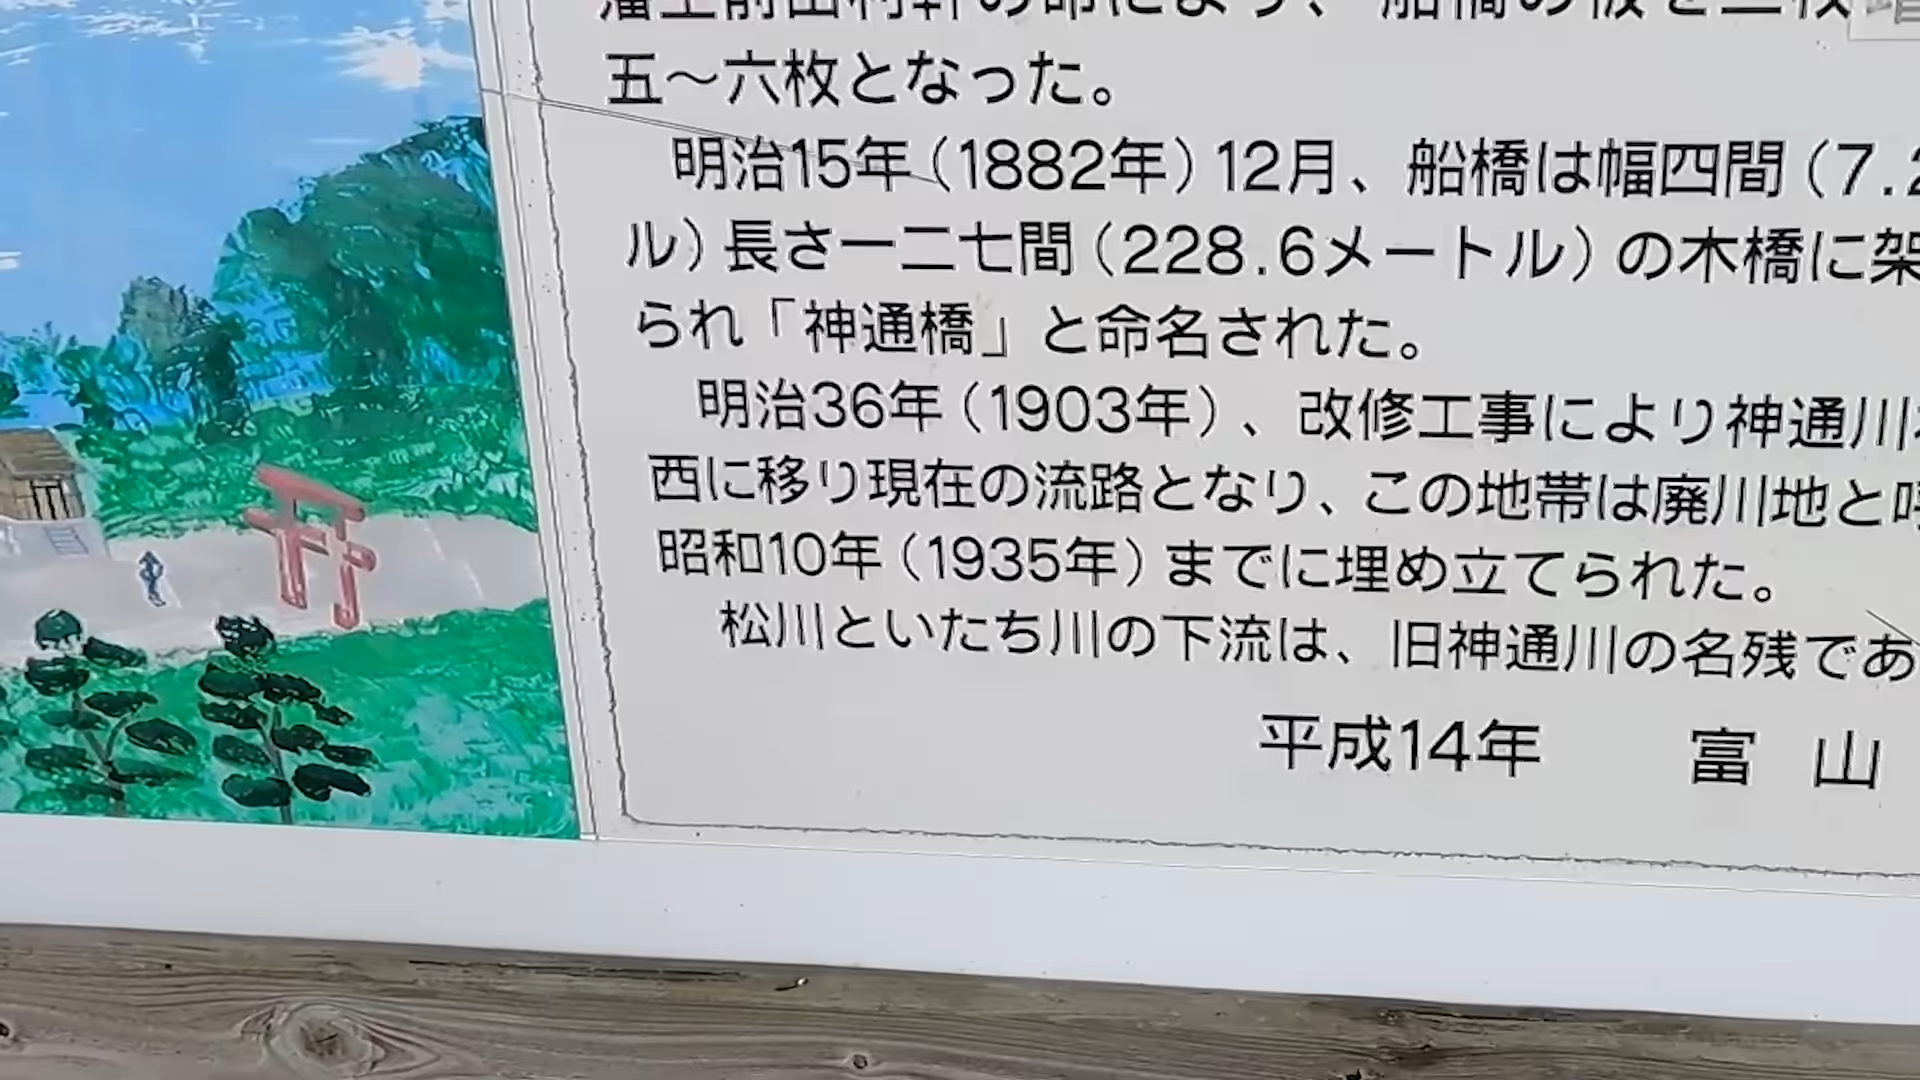 五〜六枚となった。
明治15年（1882年）12月、船橋は幅四間（7.2
ル）長さ一二七間（228.6メートル）の木橋に架
られ「神通橋」と命名された。
明治36年（1903年）、改修工事により神通川
西に移り現在の流路となり、この地帯は廃川地と呼
昭和10年（1935年）までに埋め立てられた。
松川といたち川の下流は、旧神通川の名残であ
平成14年　富山